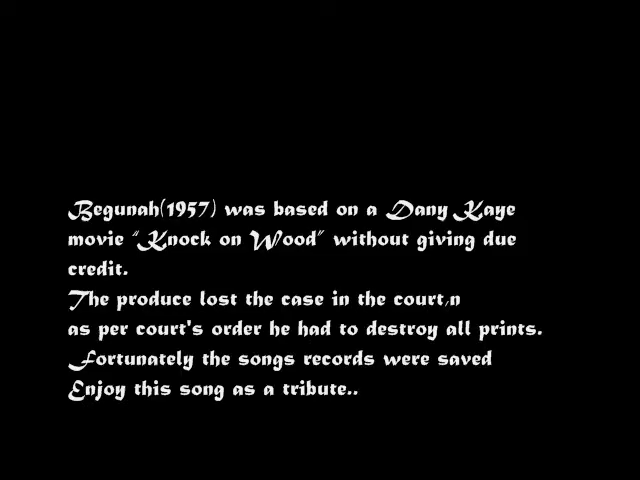 Begunah(1957) was based on a Dany Kaye
movie "Knock on Wood" without giving due
credit.
The produce lost the case in the court,n
as per court's order he had to destroy all prints.
Fortunately the songs records were saved
Enjoy this song as a tribute..